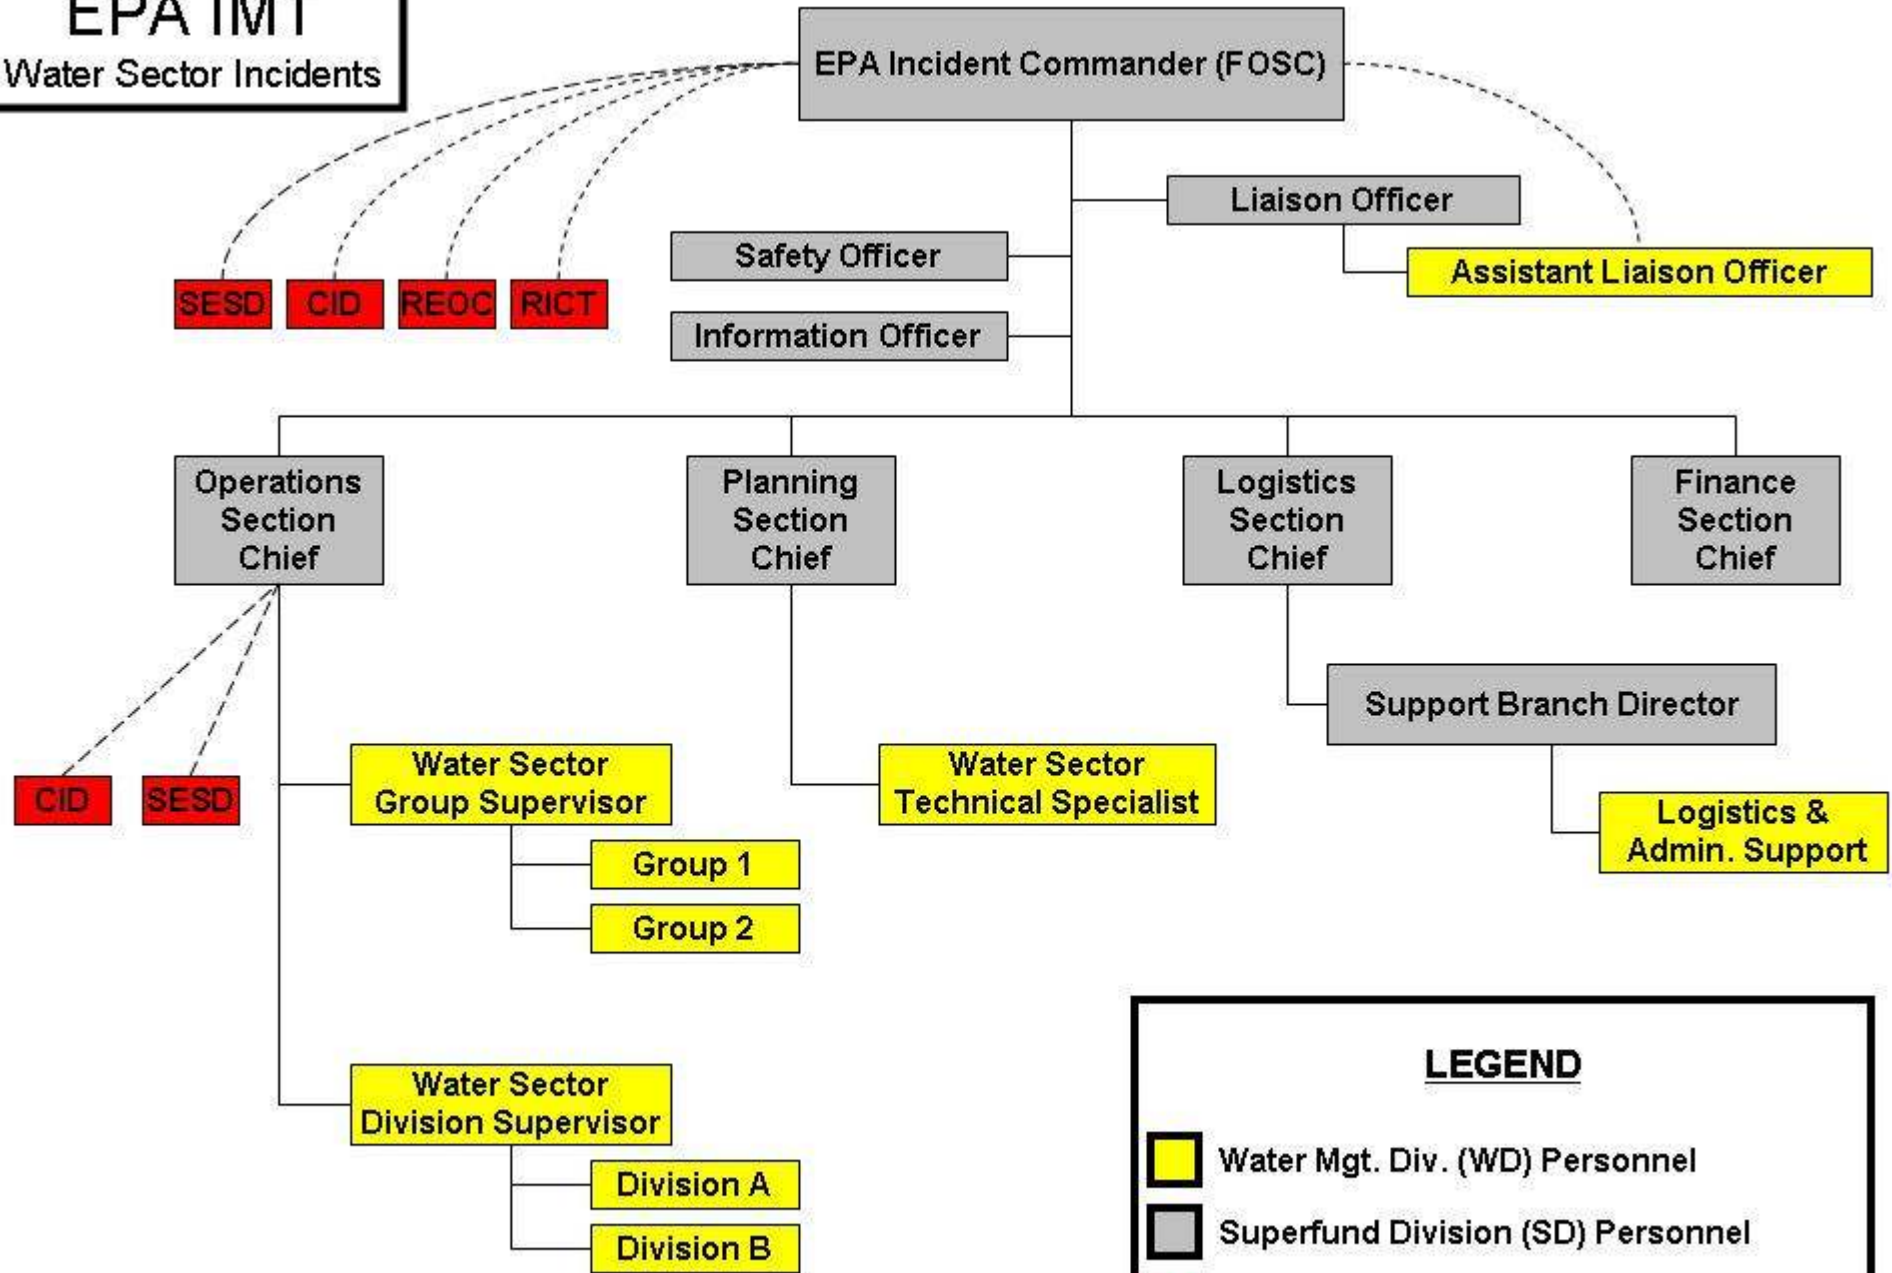 EPA IMT
Water Sector Incidents
EPA Incident Commander (FOSC)
Liaison Officer
Safety Officer
Assistant Liaison Officer
SESD
CID
REOC
RICT
Information Officer
Operations
Section
Chief
Planning
Section
Chief
Logistics
Section
Chief
Finance
Section
Chief
Support Branch Director
CID
SESD
Water Sector
Group Supervisor
Water Sector
Technical Specialist
Logistics &
Admin. Support
Group 1
Group 2
Water Sector
Division Supervisor
Division A
Division B
LEGEND
Water Mgt. Div. (WD) Personnel
Superfund Division (SD) Personnel